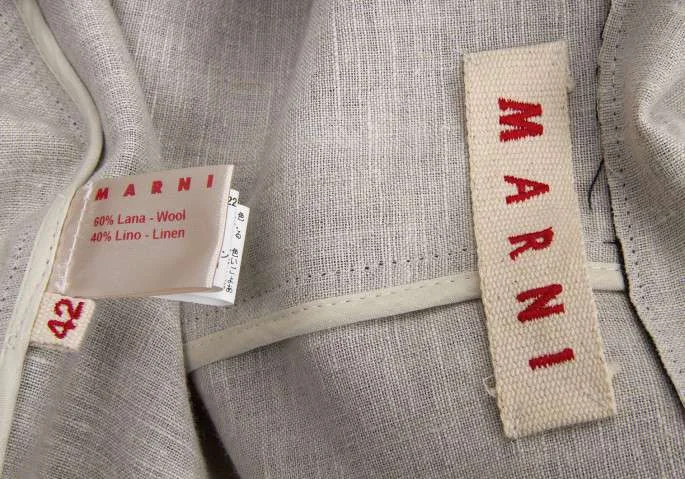 MARNI
60% Lana - Wool
40% Lino - Linen
22
42
MARNI